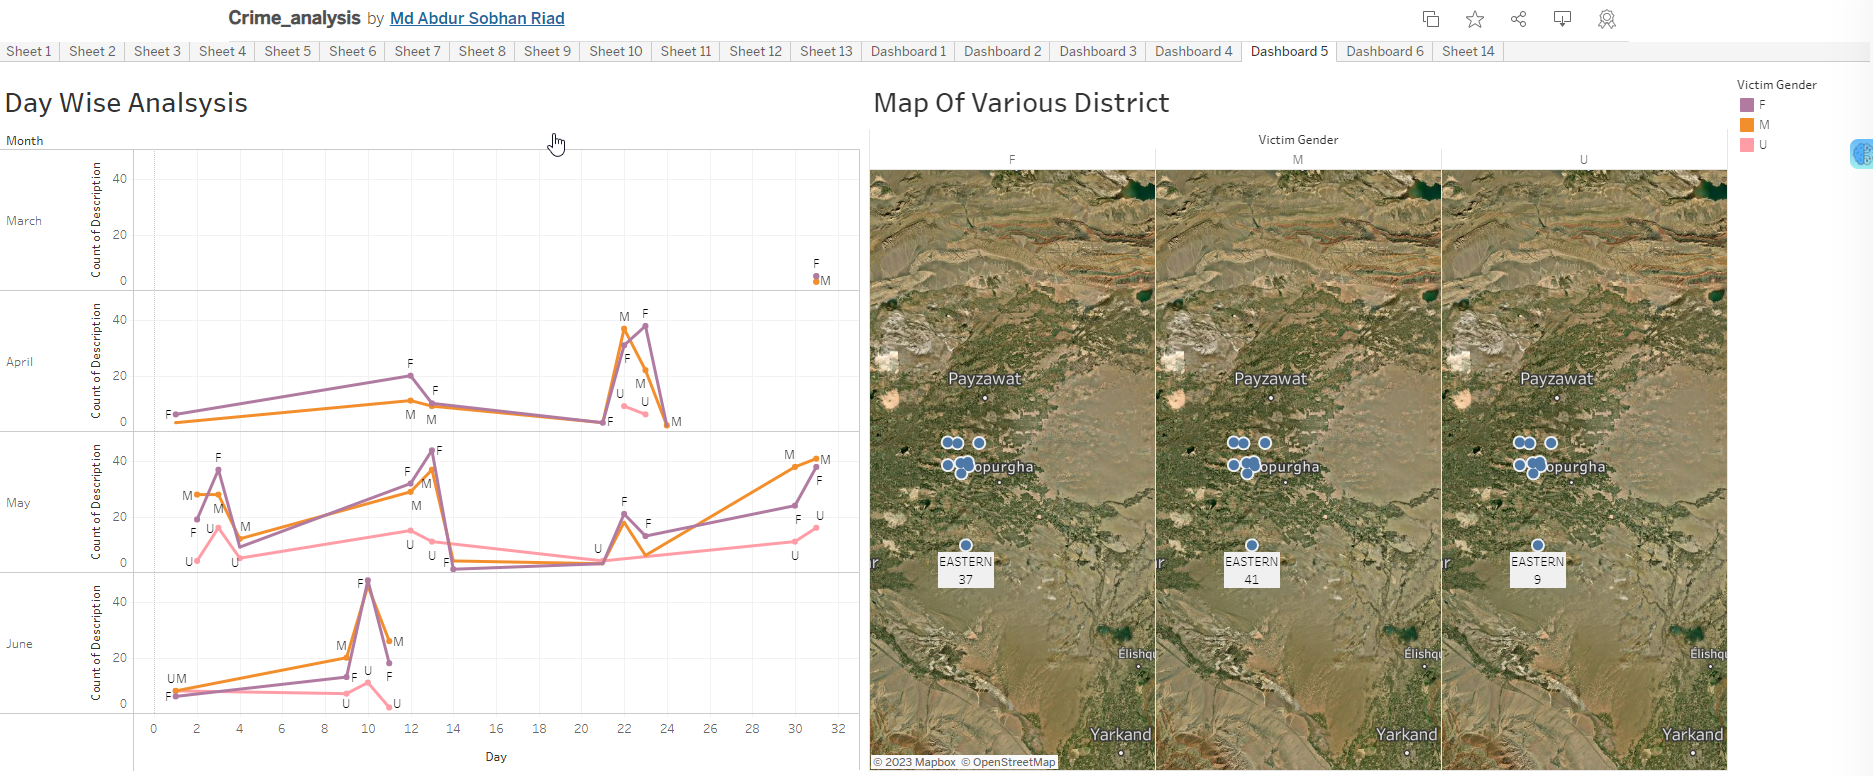 Crime_analysis by Md Abdur Sobhan Riad
Sheet 1 Sheet 2 Sheet 3 Sheet 4 Sheet 5 Sheet 6 Sheet 7 Sheet 8 Sheet 9 Sheet 10 Sheet 11 Sheet 12 Sheet 13 Dashboard 1 Dashboard 2 Dashboard 3 Dashboard 4 Dashboard 5 Dashboard 6 Sheet 14
Day Wise Analsysis
Month
March
Count of Description
40
20
0
F
M
April
Count of Description
40
20
0
F
F
M
F
M
F
M
F
U
F
M
U
M
May
Count of Description
40
20
0
M
F
U
F
M
U
M
U
F
M
U
F
M
U
F
U
F
F
M
F
U
M
F
U
June
Count of Description
40
20
0
UM
F
M
F
U
F
U
M
F
U
0 2 4 6 8 10 12 14 16 18 20 22 24 26 28 30 32
Day
Map Of Various District
Victim Gender
F M U
Payzawat
opurgha
EASTERN
37
Elishqu
Yarkand
© 2023 Mapbox © OpenStreetMap
Payzawat
opurgha
EASTERN
41
Elishqu
Yarkand
Payzawat
opurgha
EASTERN
9
Elishqu
Yarkand
Victim Gender
F
M
U